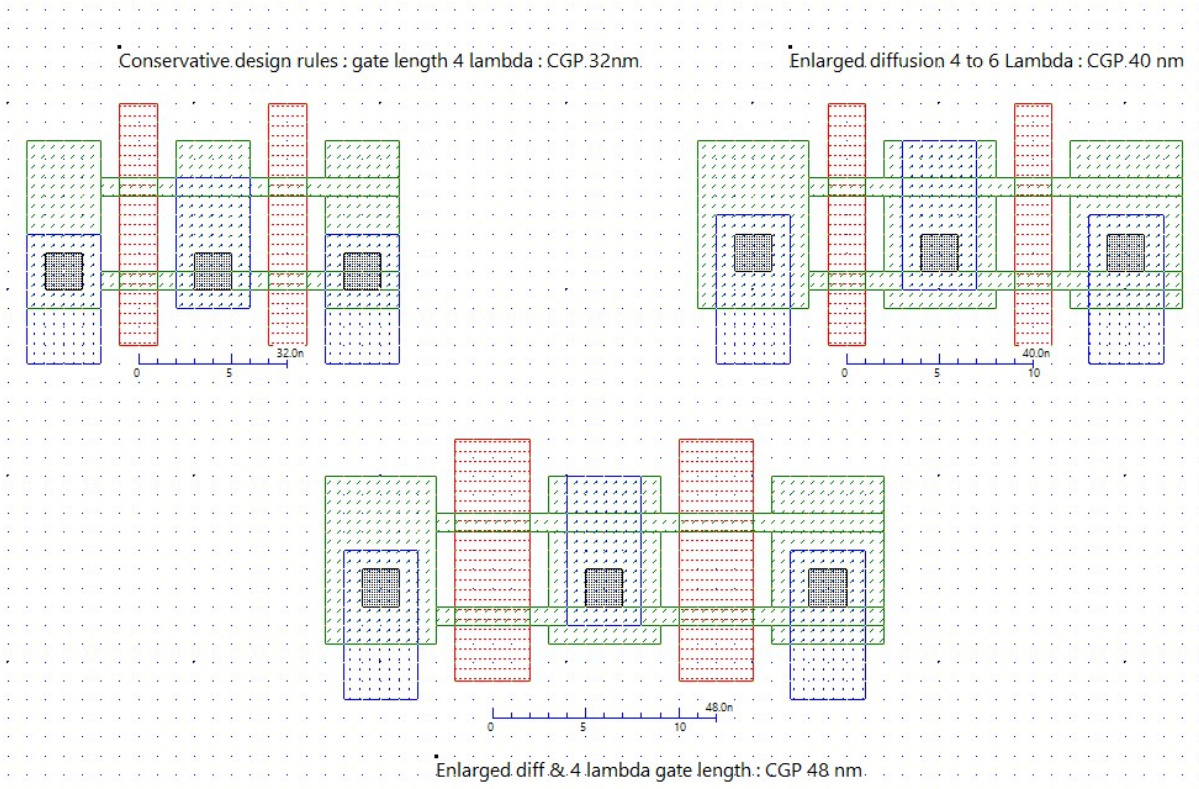 Conservative design rules : gate length 4 lambda : CGP 32nm
Enlarged diffusion 4 to 6 Lambda : CGP 40 nm
32.0n
0 5
40.0n
0 5 10
48.0n
0 5 10
Enlarged diff & 4 lambda gate length : CGP 48 nm